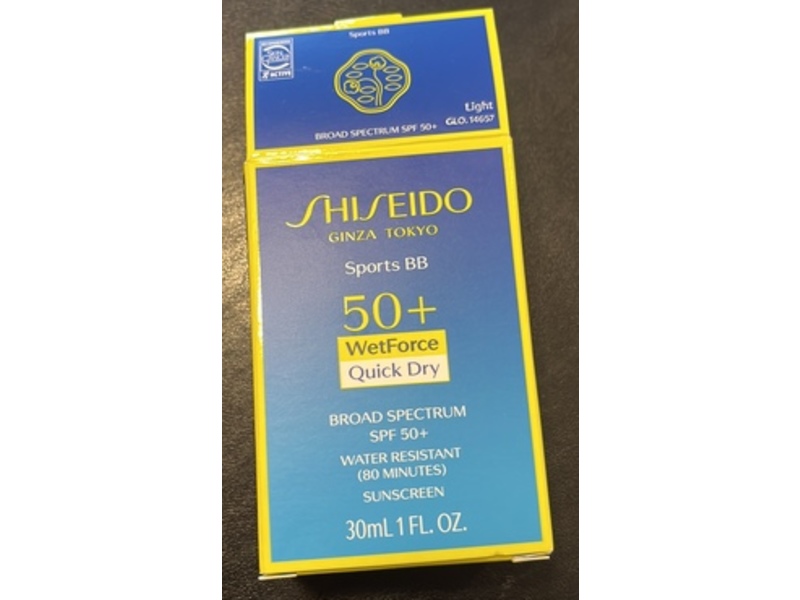 Sports BB
ACTIVE
Light
GLO. 14657
BROAD SPECTRUM SPF 50+
SHISEIDO
GINZA TOKYO
Sports BB
50+
WetForce
Quick Dry
BROAD SPECTRUM
SPF 50+
WATER RESISTANT
(80 MINUTES)
SUNSCREEN
30mL 1 FL. OZ.